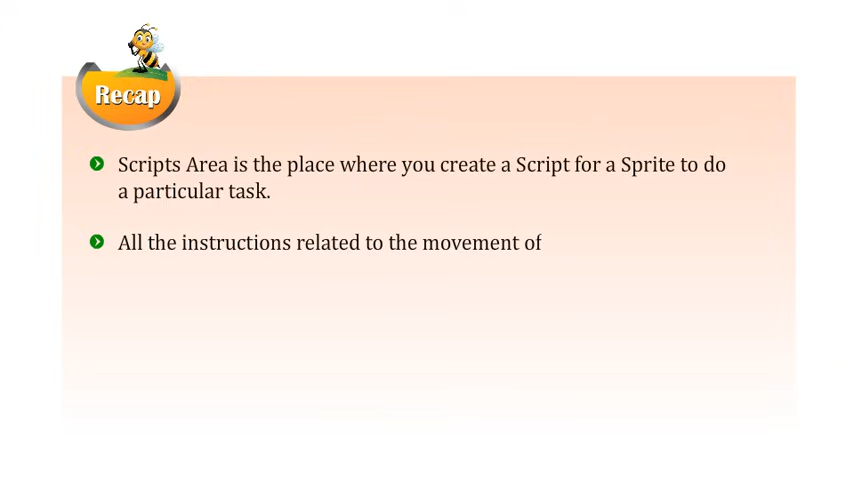 Recap
Scripts Area is the place where you create a Script for a Sprite to do
a particular task.
All the instructions related to the movement of